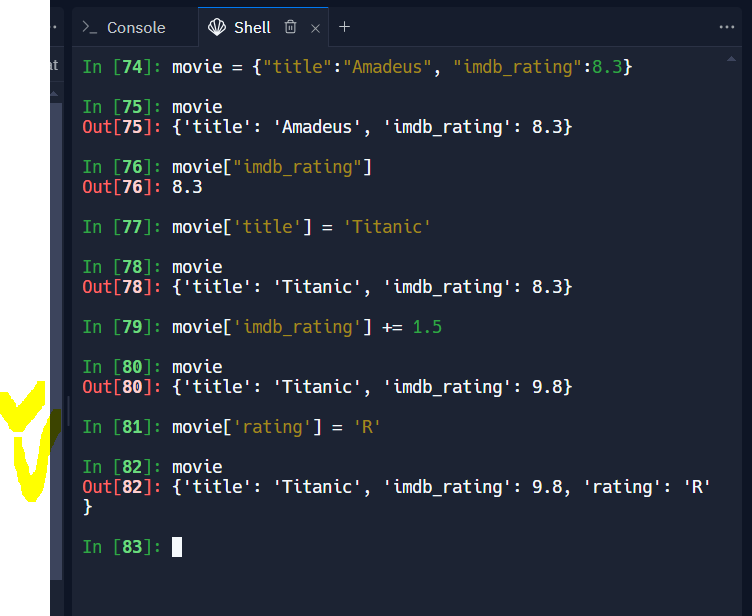 Console Shell
at
In [74]: movie = {"title":"Amadeus", "imdb_rating":8.3}
In [75]: movie
Out[75]: {'title': 'Amadeus', 'imdb_rating': 8.3}
In [76]: movie["imdb_rating"]
Out[76]: 8.3
In [77]: movie['title'] = 'Titanic'
In [78]: movie
Out[78]: {'title': 'Titanic', 'imdb_rating': 8.3}
In [79]: movie['imdb_rating'] += 1.5
In [80]: movie
Out[80]: {'title': 'Titanic', 'imdb_rating': 9.8}
In [81]: movie['rating'] = 'R'
In [82]: movie
Out[82]: {'title': 'Titanic', 'imdb_rating': 9.8, 'rating': 'R'
}
In [83]: